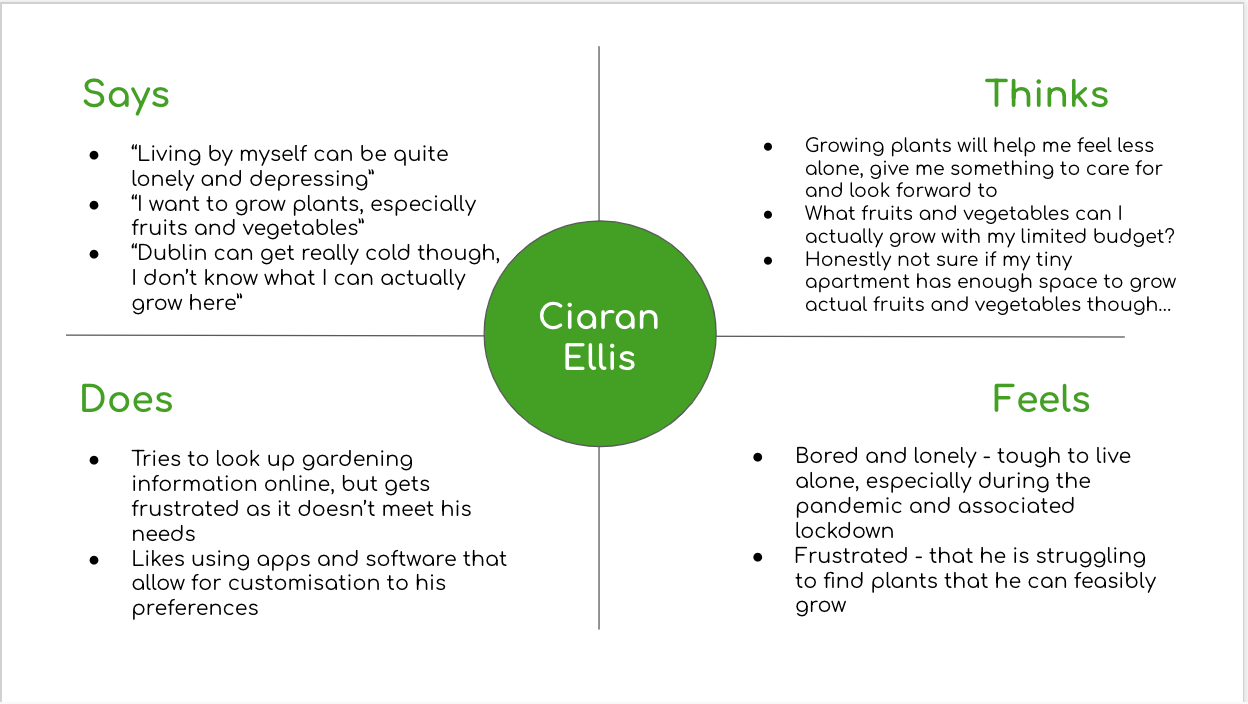 Says
● “Living by myself can be quite
lonely and depressing”
● “I want to grow plants, especially
fruits and vegetables”
● “Dublin can get really cold though,
I don’t know what I can actually
grow here”
Thinks
● Growing plants will help me feel less
alone, give me something to care for
and look forward to
● What fruits and vegetables can I
actually grow with my limited budget?
● Honestly not sure if my tiny
apartment has enough space to grow
actual fruits and vegetables though...
Ciaran
Ellis
Does
● Tries to look up gardening
information online, but gets
frustrated as it doesn’t meet his
needs
● Likes using apps and software that
allow for customisation to his
preferences
Feels
● Bored and lonely - tough to live
alone, especially during the
pandemic and associated
lockdown
● Frustrated - that he is struggling
to find plants that he can feasibly
grow